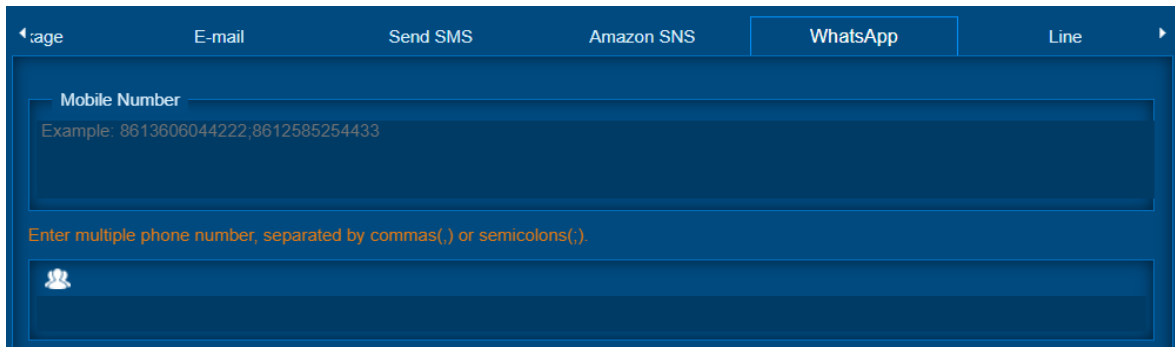 :age E-mail Send SMS Amazon SNS WhatsApp Line
Mobile Number
Example: 8613606044222;8612585254433
Enter multiple phone number, separated by commas(,) or semicolons(;).